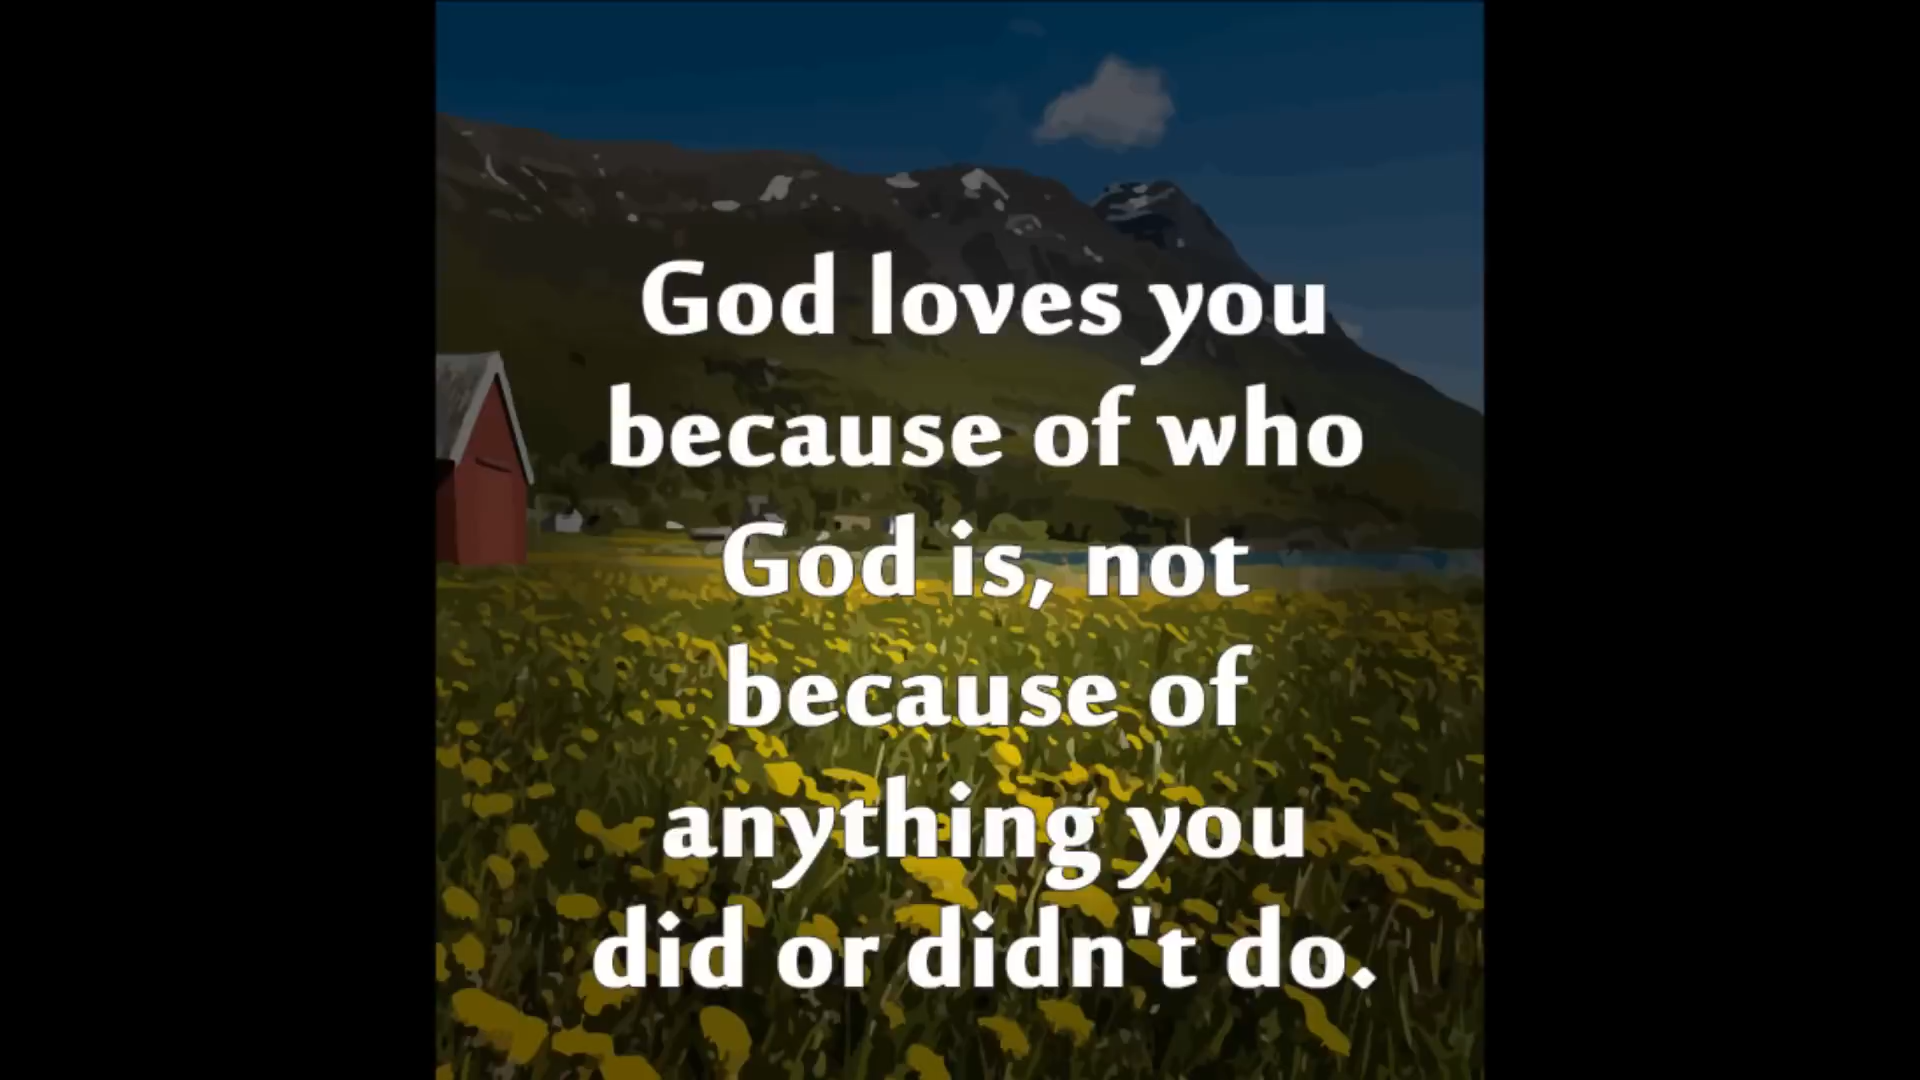 God loves you
because of who
God is, not
because of
anything you
did or didn't do.